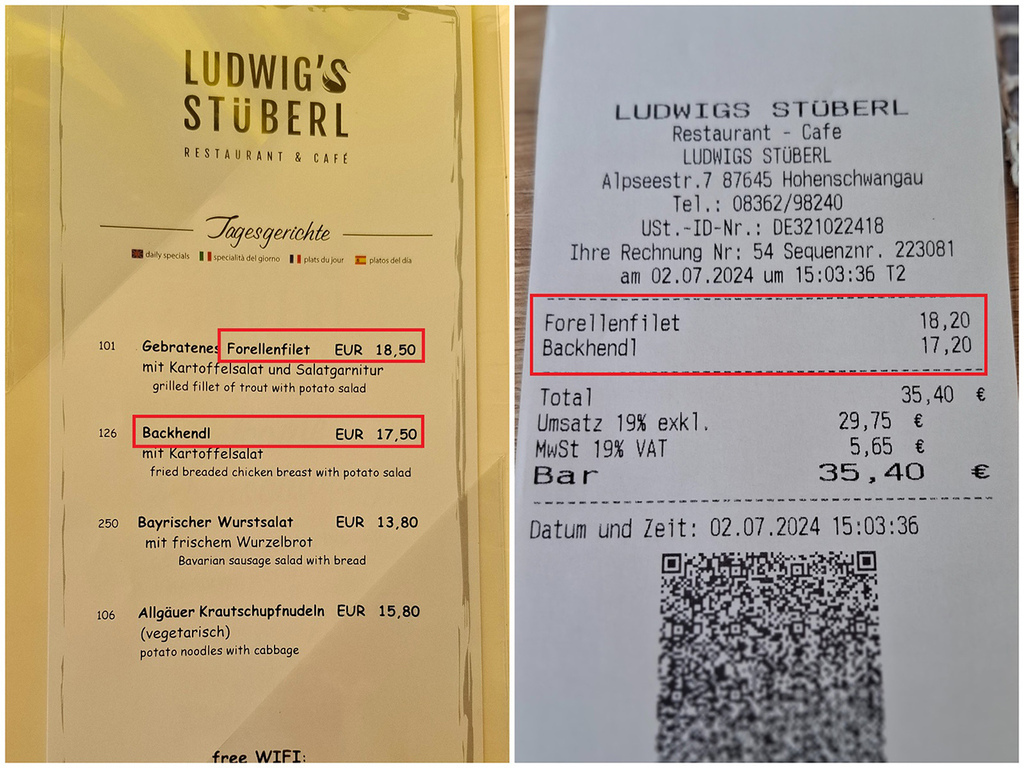 LUDWIG'S
STÜBERL
RESTAURANT & CAFÉ
Tagesgerichte
daily specials specialità del giorno plats du jour platos del día
101 Gebratenes Forellenfilet EUR 18,50
mit Kartoffelsalat und Salatgarnitur
grilled fillet of trout with potato salad
126 Backhendl EUR 17,50
mit Kartoffelsalat
fried breaded chicken breast with potato salad
250 Bayrischer Wurstsalat EUR 13,80
mit frischem Wurzelbrot
Bavarian sausage salad with bread
106 Allgäuer Krautschupfnudeln EUR 15,80
(vegetarisch)
potato noodles with cabbage
free WIFI:
LUDWIGS STÜBERL
Restaurant - Cafe
LUDWIGS STÜBERL
Alpseestr.7 87645 Hohenschwangau
Tel.: 08362/98240
USt.-ID-Nr.: DE321022418
Ihre Rechnung Nr: 54 Sequenznr. 223081
am 02.07.2024 um 15:03:36 T2
Forellenfilet 18,20
Backhendl 17,20
Total 35,40 €
Umsatz 19% exkl. 29,75 €
MwSt 19% VAT 5,65 €
Bar 35,40 €
Datum und Zeit: 02.07.2024 15:03:36